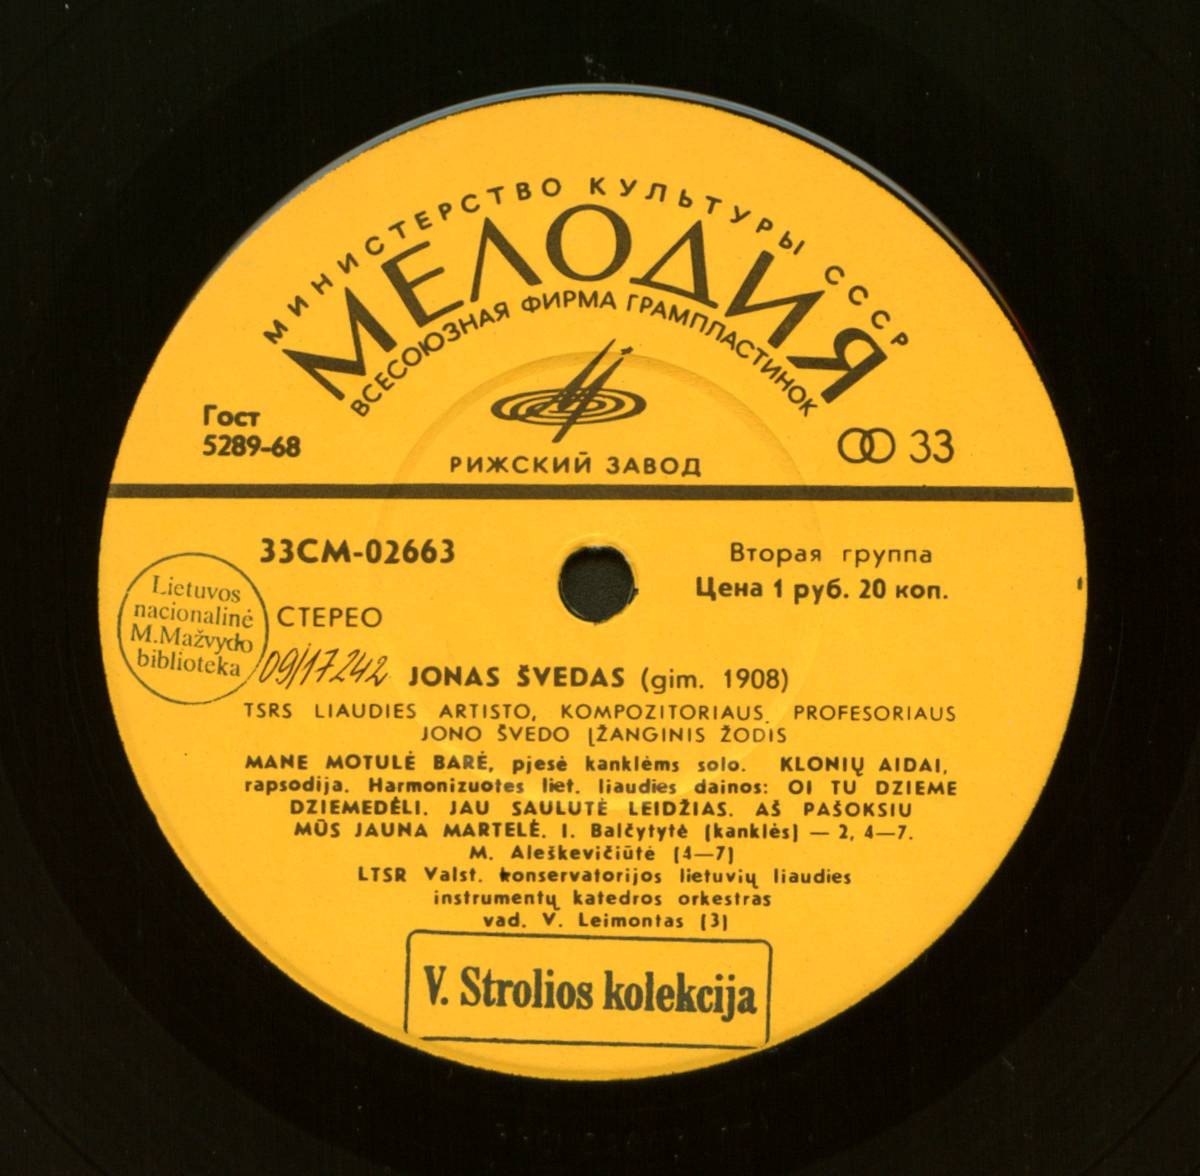 МИНИСТЕРСТВО КУЛЬТУРЫ СССР
МЕЛОДИЯ
ВСЕСОЮЗНАЯ ФИРМА ГРАМПЛАСТИНОК
Гост
5289-68
33
РИЖСКИЙ ЗАВОД
33СМ-02663
Вторая группа
Цена 1 руб. 20 коп.
Lietuvos
nacionalinė
M.Mažvydo
biblioteka
СТЕРЕО
09/17242
JONAS ŠVEDAS (gim. 1908)
TSRS LIAUDIES ARTISTO, KOMPOZITORIAUS, PROFESORIAUS
JONO ŠVEDO ĮŽANGINIS ŽODIS
MANE MOTULĖ BARĖ, pjesė kanklėms solo. KLONIŲ AIDAI,
rapsodija. Harmonizuotes liet. liaudies dainos: OI TU DZIEME
DZIEMEDĖLI. JAU SAULUTĖ LEIDŽIAS. AŠ PAŠOKSIU
MŪS JAUNA MARTELĖ. I. Balčytytė (kanklės) — 2, 4—7.
M. Aleškevičiūtė (4—7)
LTSR Valst. konservatorijos lietuvių liaudies
instrumentų katedros orkestras
vad. V. Leimontas (3)
V. Strolios kolekcija